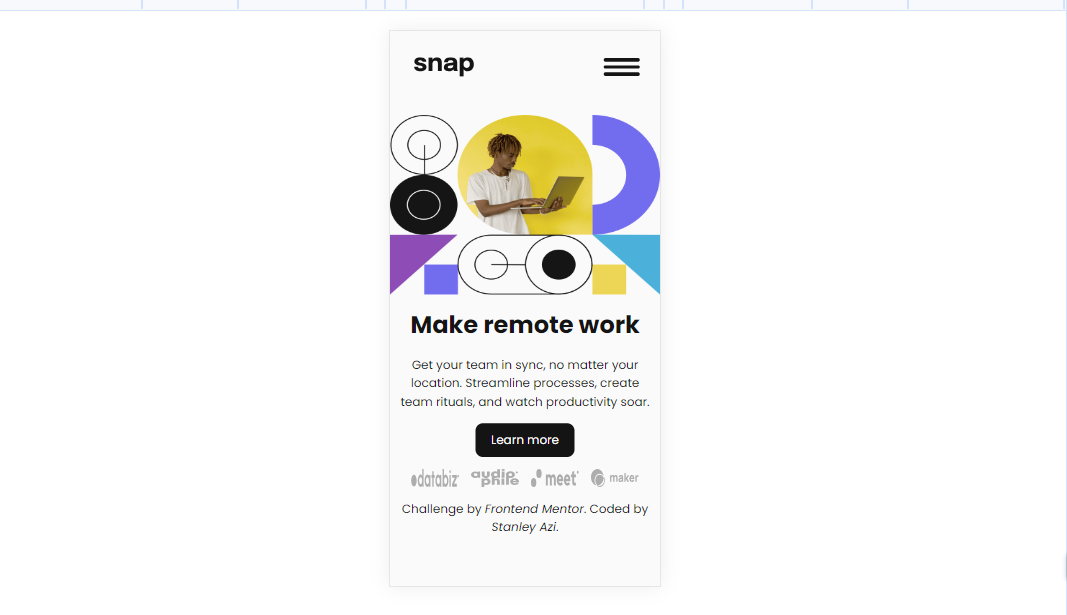 snap
Make remote work
Get your team in sync, no matter your
location. Streamline processes, create
team rituals, and watch productivity soar.
Learn more
databiz audiophile meet maker
Challenge by Frontend Mentor. Coded by
Stanley Azi.